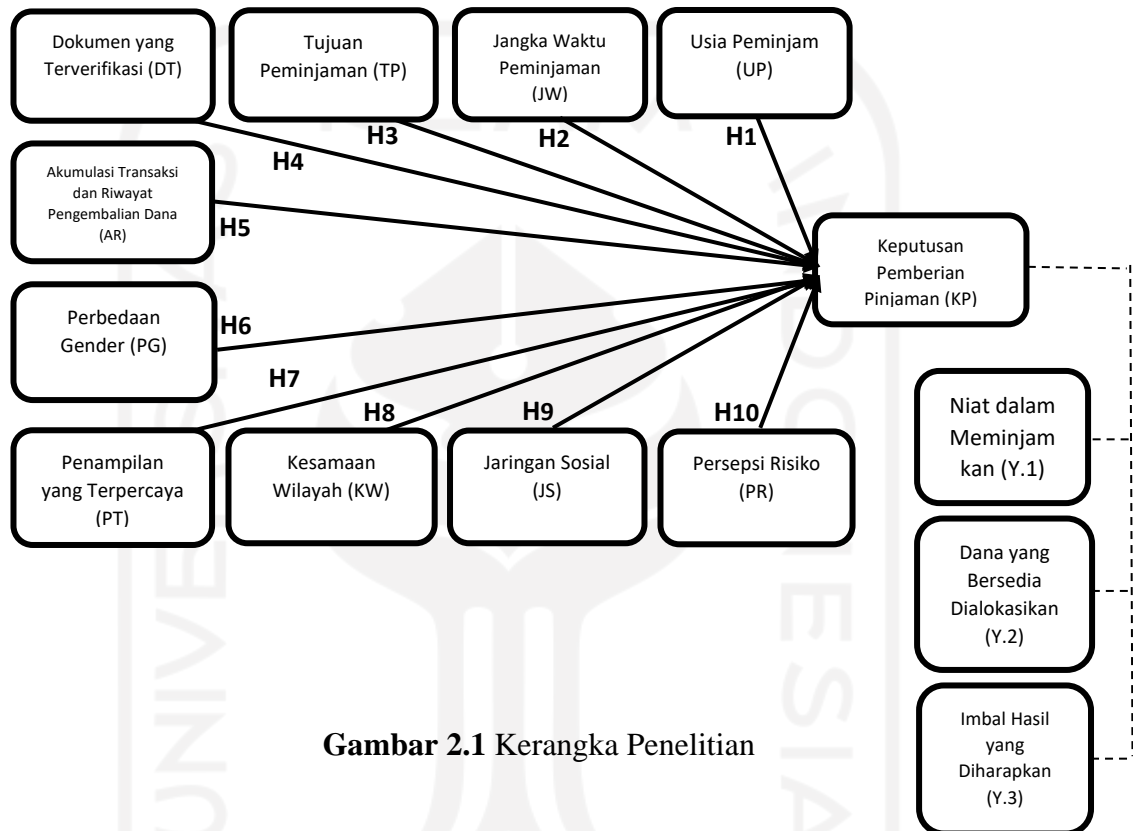 Dokumen yang
Terverifikasi (DT)
Tujuan
Peminjaman (TP)
Jangka Waktu
Peminjaman
(JW)
Usia Peminjam
(UP)
H4
H3
H2
H1
Akumulasi Transaksi
dan Riwayat
Pengembalian Dana
(AR)
H5
Keputusan
Pemberian
Pinjaman (KP)
Perbedaan
Gender (PG)
H6
H7
H8
H9
H10
Penampilan
yang Terpercaya
(PT)
Kesamaan
Wilayah (KW)
Jaringan Sosial
(JS)
Persepsi Risiko
(PR)
Niat dalam
Meminjam
kan (Y.1)
Dana yang
Bersedia
Dialokasikan
(Y.2)
Imbal Hasil
yang
Diharapkan
(Y.3)
Gambar 2.1 Kerangka Penelitian